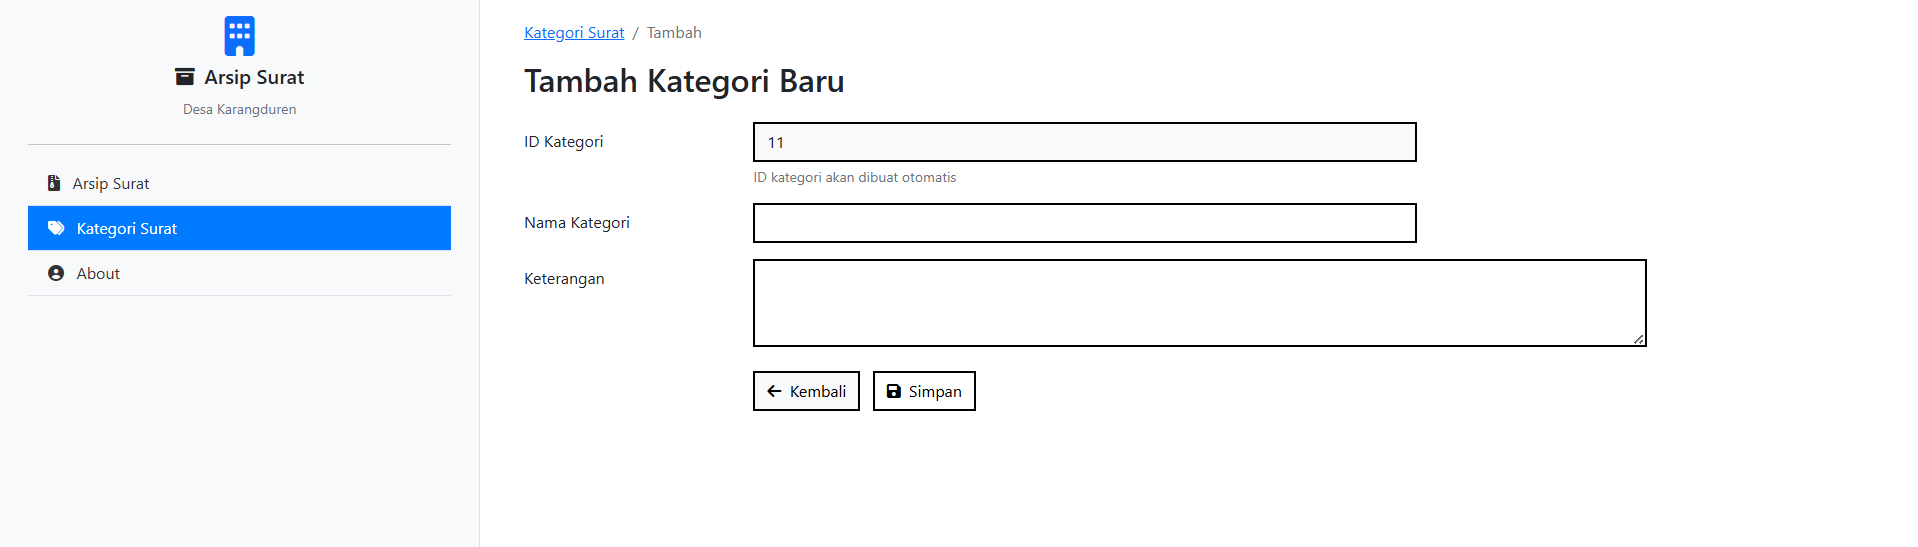 Arsip Surat
Desa Karangduren
Arsip Surat
Kategori Surat
About
Kategori Surat / Tambah
Tambah Kategori Baru
ID Kategori
11
ID kategori akan dibuat otomatis
Nama Kategori
Keterangan
Kembali
Simpan